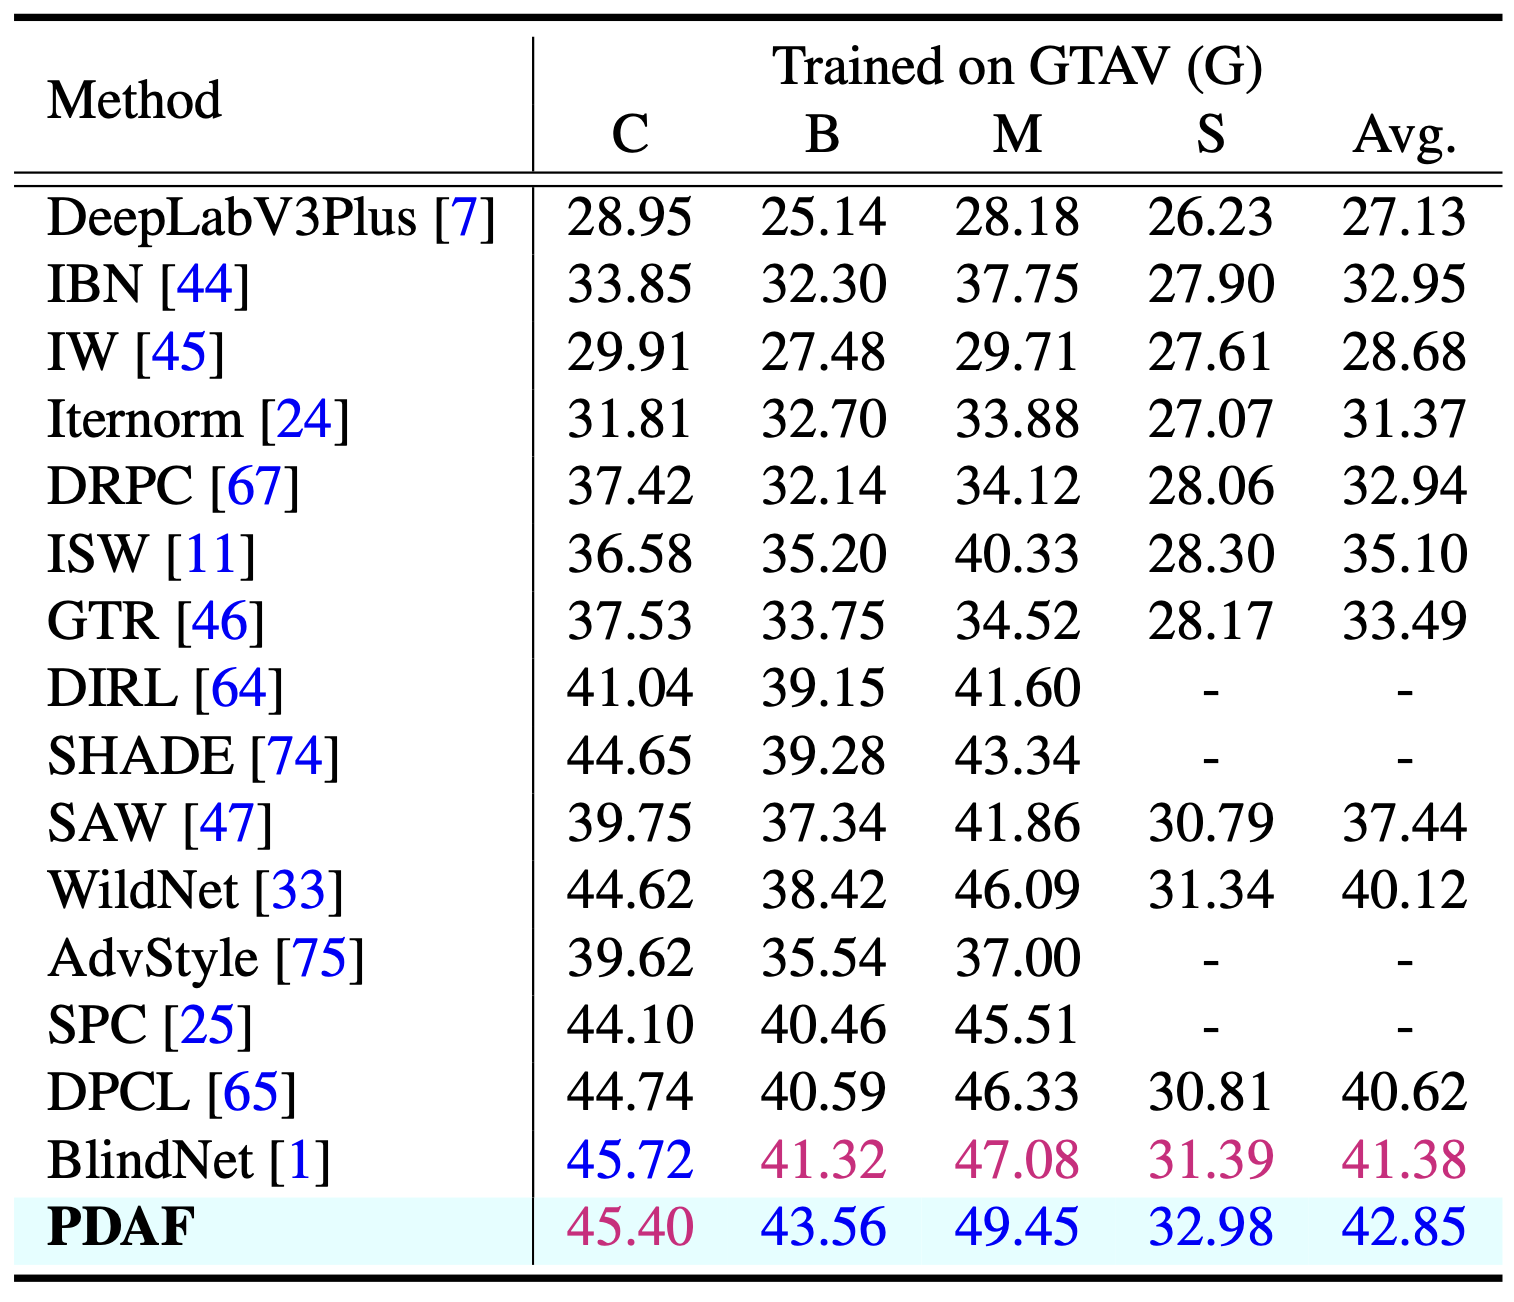 Method Trained on GTAV (G)
C B M S Avg.
DeepLabV3Plus [7] 28.95 25.14 28.18 26.23 27.13
IBN [44] 33.85 32.30 37.75 27.90 32.95
IW [45] 29.91 27.48 29.71 27.61 28.68
Iternorm [24] 31.81 32.70 33.88 27.07 31.37
DRPC [67] 37.42 32.14 34.12 28.06 32.94
ISW [11] 36.58 35.20 40.33 28.30 35.10
GTR [46] 37.53 33.75 34.52 28.17 33.49
DIRL [64] 41.04 39.15 41.60 - -
SHADE [74] 44.65 39.28 43.34 - -
SAW [47] 39.75 37.34 41.86 30.79 37.44
WildNet [33] 44.62 38.42 46.09 31.34 40.12
AdvStyle [75] 39.62 35.54 37.00 - -
SPC [25] 44.10 40.46 45.51 - -
DPCL [65] 44.74 40.59 46.33 30.81 40.62
BlindNet [1] 45.72 41.32 47.08 31.39 41.38
PDAF 45.40 43.56 49.45 32.98 42.85